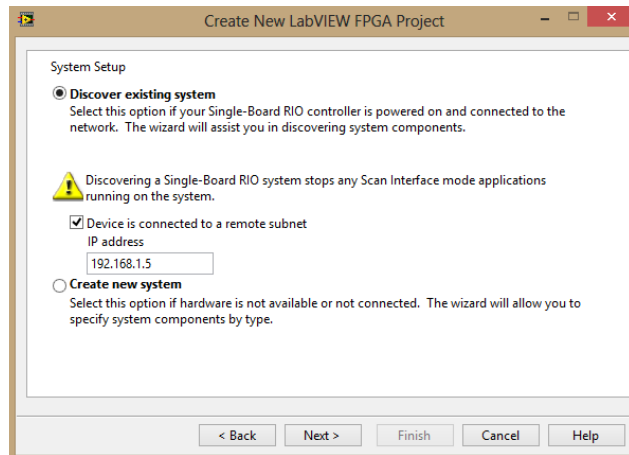 Create New LabVIEW FPGA Project
System Setup
Discover existing system
Select this option if your Single-Board RIO controller is powered on and connected to the
network. The wizard will assist you in discovering system components.
Discovering a Single-Board RIO system stops any Scan Interface mode applications
running on the system.
Device is connected to a remote subnet
IP address
192.168.1.5
Create new system
Select this option if hardware is not available or not connected. The wizard will allow you to
specify system components by type.
< Back Next > Finish Cancel Help